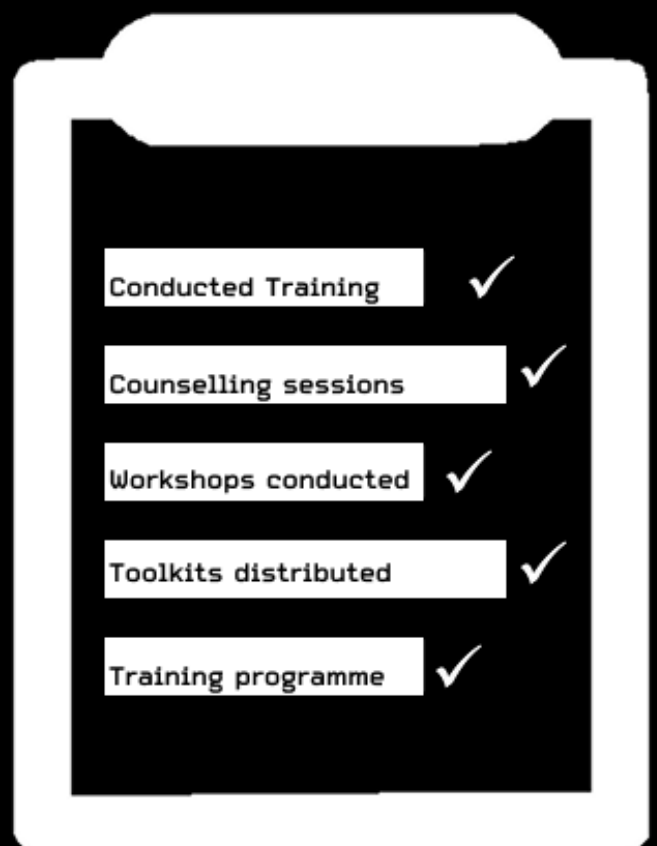 Conducted Training
Counselling sessions
Workshops conducted
Toolkits distributed
Training programme